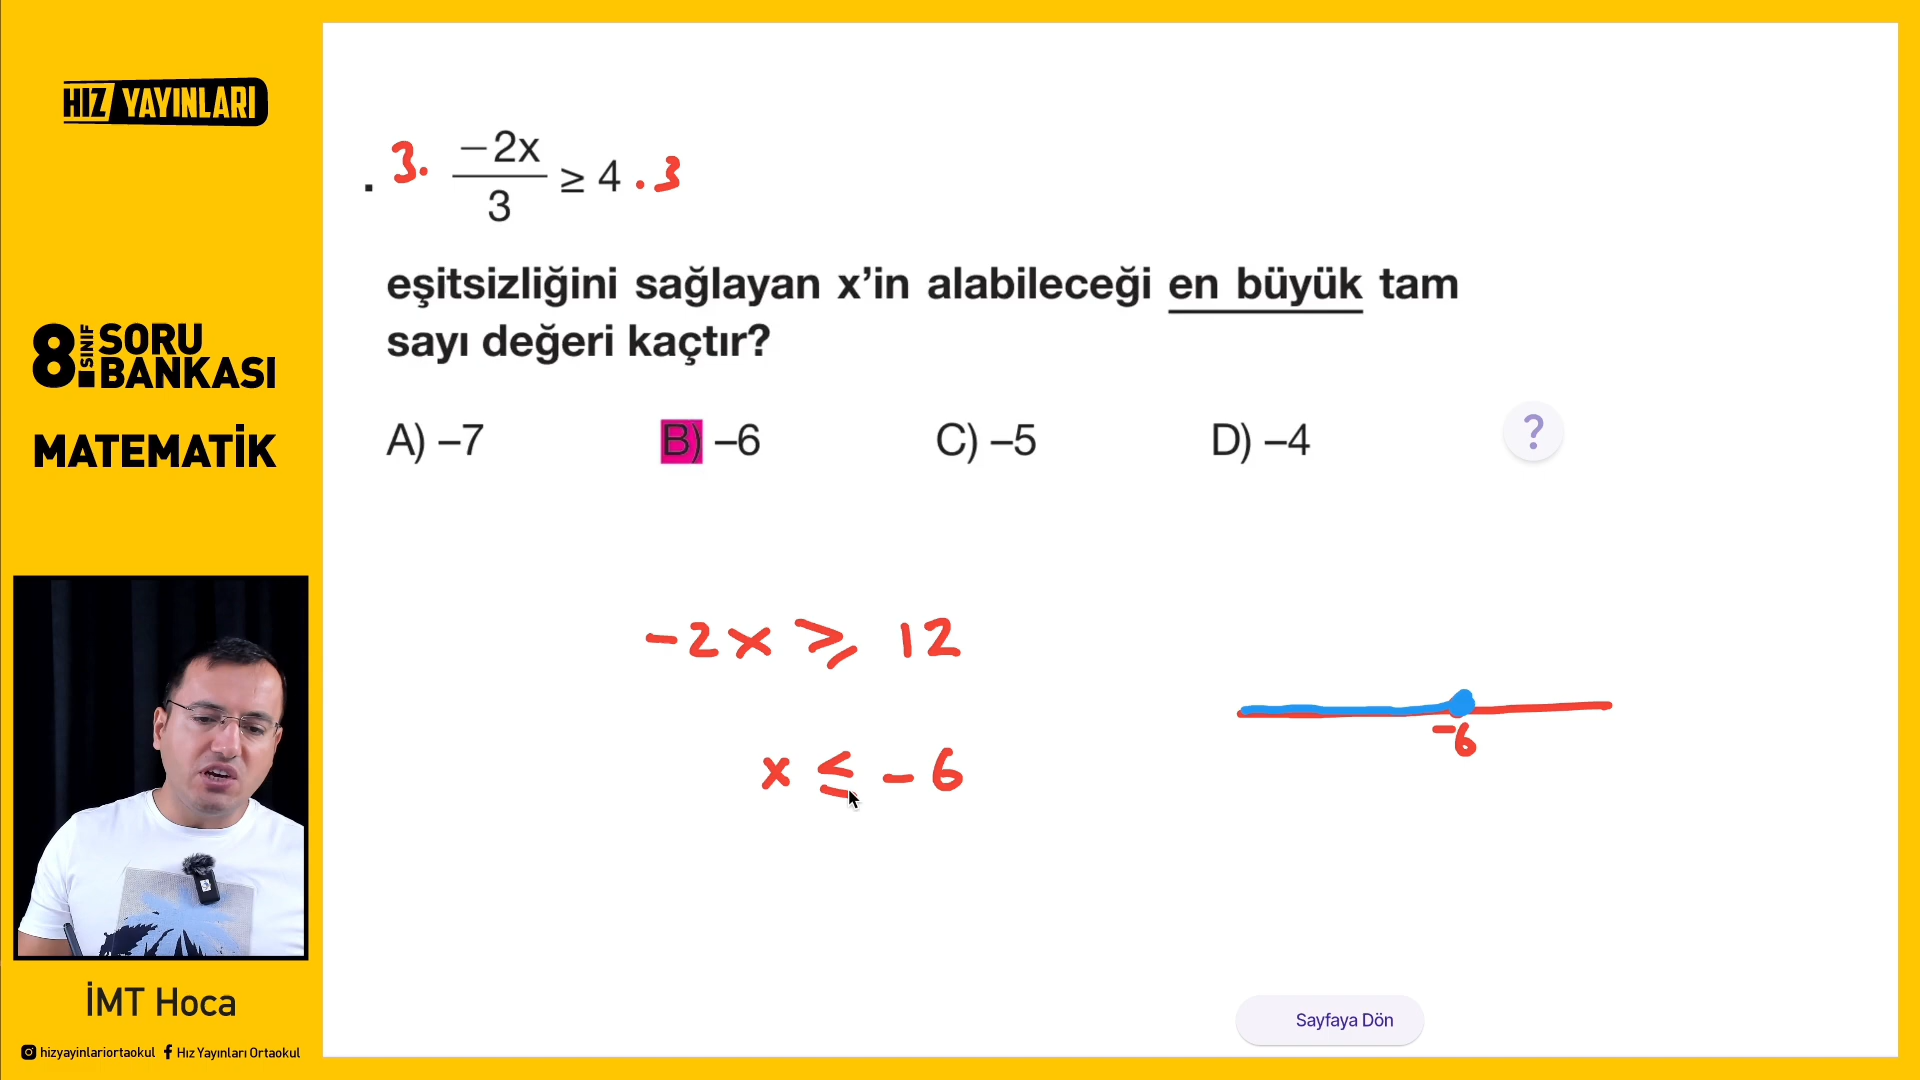 HIZ YAYINLARI
3. −2x/3 ≥ 4 . 3
eşitsizliğini sağlayan x’in alabileceği en büyük tam
sayı değeri kaçtır?
A) –7 B) –6 C) –5 D) –4
?
8. SINIF SORU BANKASI
MATEMATİK
-2x ≥ 12
x ≤ -6
-6
İMT Hoca
hizyayinlariortaokul Hız Yayınları Ortaokul
Sayfaya Dön